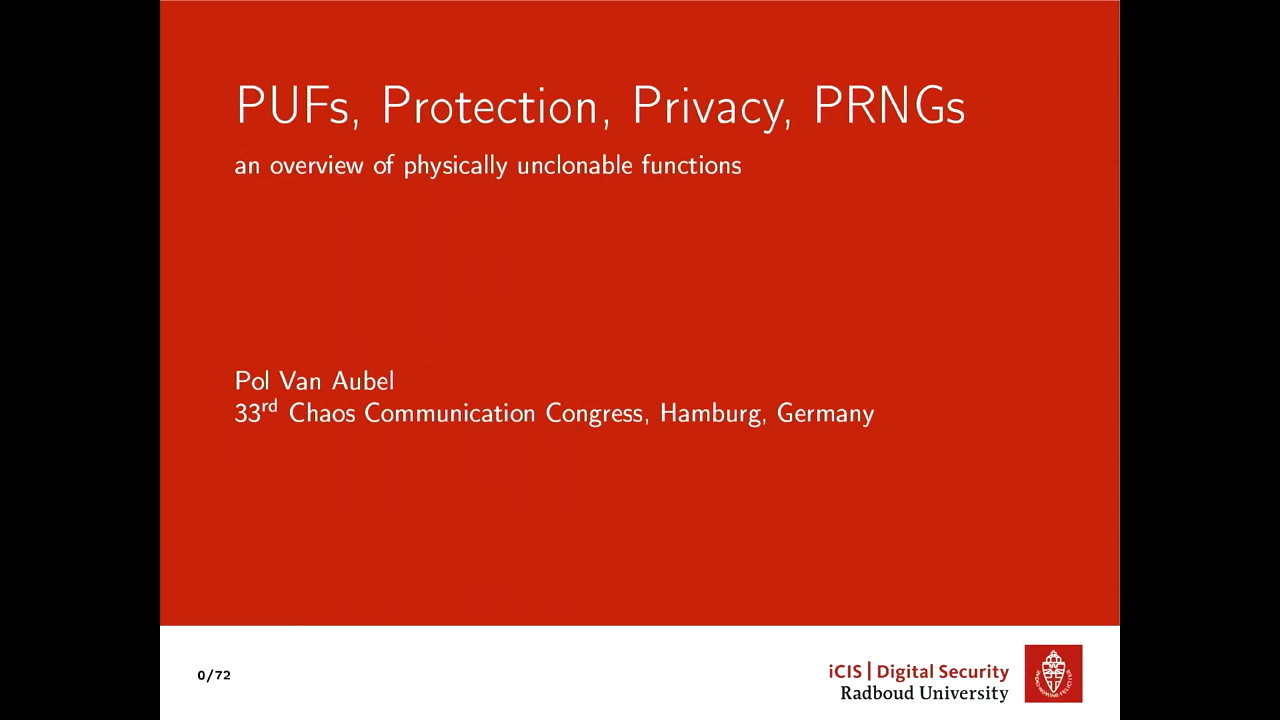 PUFs, Protection, Privacy, PRNGs
an overview of physically unclonable functions
Pol Van Aubel
33rd Chaos Communication Congress, Hamburg, Germany
0/72
iCIS | Digital Security
Radboud University